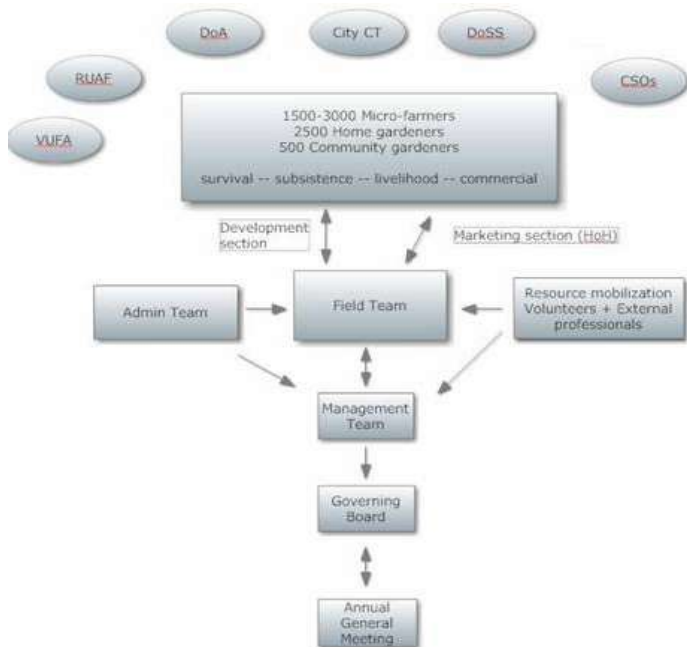 DoA
City CT
DoSS
RUAF
CSOs
VUFA
1500-3000 Micro-farmers
2500 Home gardeners
500 Community gardeners
survival -- subsistence -- livelihood -- commercial
Development
section
Marketing section (HoH)
Admin Team
Field Team
Resource mobilization
Volunteers + External
professionals
Management
Team
Governing
Board
Annual
General
Meeting